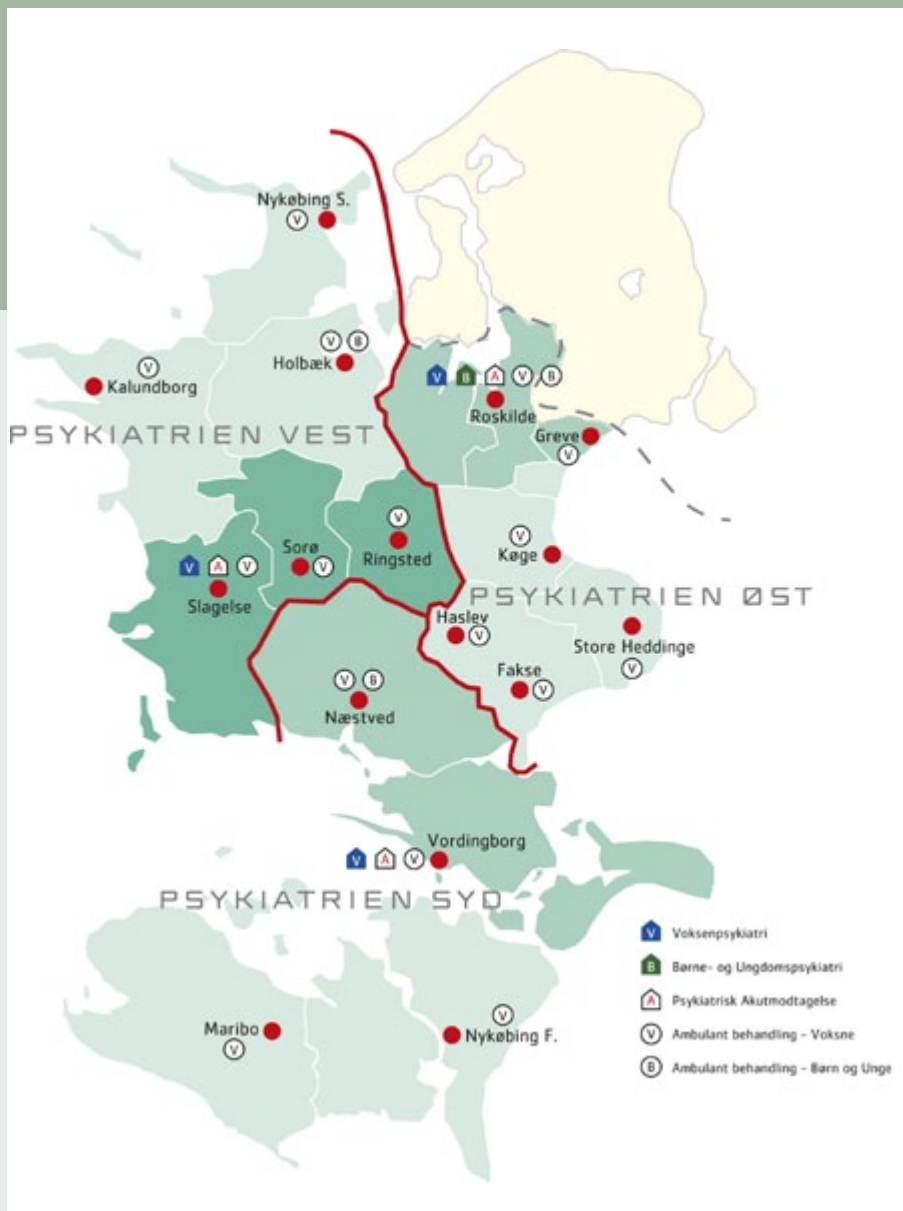 Nykøbing S.
V
V B
Holbæk
V
Kalundborg
V B A V B
Roskilde
PSYKIATRIEN VEST
Greve
V
V
Ringsted
V
Køge
Sorø
V
V A V
Slagelse
PSYKIATRIEN ØST
Haslev
V
Store Heddinge
V
Fakse
V
V B
Næstved
Vordingborg
V A V
PSYKIATRIEN SYD
V Voksenpsykiatri
B Børne- og Ungdomspsykiatri
A Psykiatrisk Akutmodtagelse
V Ambulant behandling - Voksne
B Ambulant behandling - Børn og Unge
Maribo
V
V
Nykøbing F.